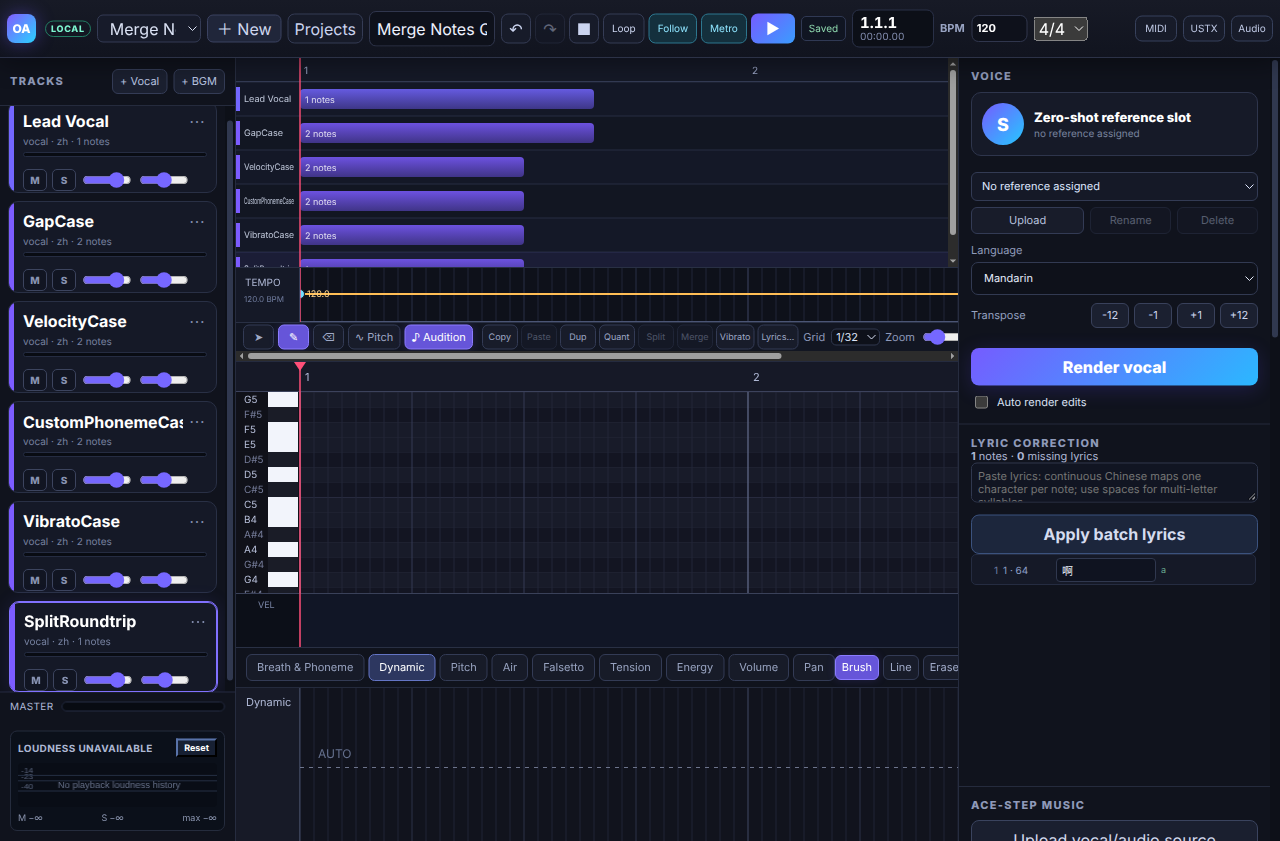 OA LOCAL Merge N + New Projects Merge Notes Q Loop Follow Metro Saved 1.1.1 00:00.00 BPM 120 4/4 MIDI USTX Audio
TRACKS + Vocal + BGM
Lead Vocal ...
vocal · zh · 1 notes
M S
GapCase ...
vocal · zh · 2 notes
M S
VelocityCase ...
vocal · zh · 2 notes
M S
CustomPhonemeCas ...
vocal · zh · 2 notes
M S
VibratoCase ...
vocal · zh · 2 notes
M S
SplitRoundtrip ...
vocal · zh · 1 notes
M S
MASTER
LOUDNESS UNAVAILABLE Reset
-14
-23
-40
No playback loudness history
M -∞ S -∞ max -∞
1 2
Lead Vocal 1 notes
GapCase 2 notes
VelocityCase 2 notes
CustomPhonemeCase 2 notes
VibratoCase 2 notes
TEMPO
120.0 BPM
120.0
Pitch Audition Copy Paste Dup Quant Split Merge Vibrato Lyrics... Grid 1/32 Zoom
1 2
G5
F#5
F5
E5
D#5
D5
C#5
C5
B4
A#4
A4
G#4
G4
VEL
Breath & Phoneme Dynamic Pitch Air Falsetto Tension Energy Volume Pan Brush Line Erase
Dynamic
AUTO
VOICE
S
Zero-shot reference slot
no reference assigned
No reference assigned
Upload Rename Delete
Language
Mandarin
Transpose -12 -1 +1 +12
Render vocal
Auto render edits
LYRIC CORRECTION
1 notes · 0 missing lyrics
Paste lyrics: continuous Chinese maps one
character per note; use spaces for multi-letter
Apply batch lyrics
1 1 · 64 啊 a
ACE-STEP MUSIC
Upload vocal/audio source